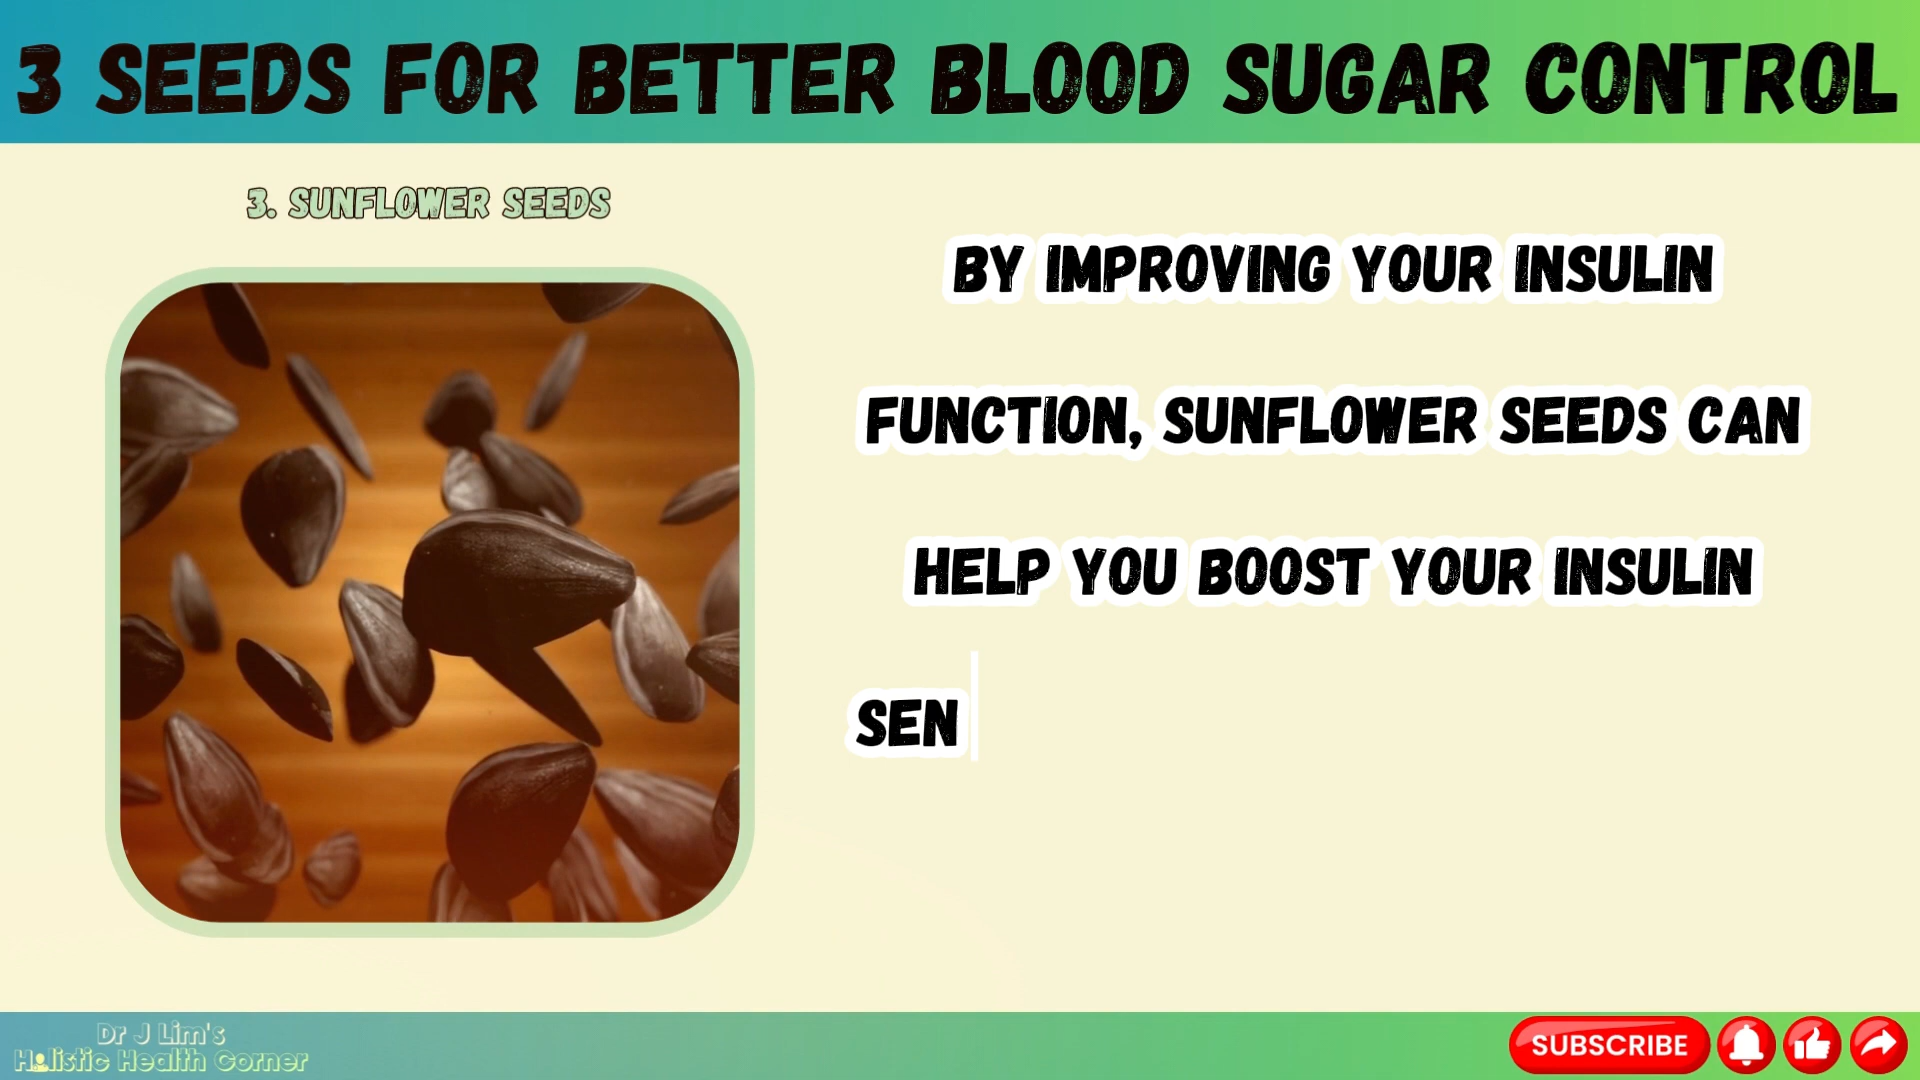 3 SEEDS FOR BETTER BLOOD SUGAR CONTROL
3. SUNFLOWER SEEDS
BY IMPROVING YOUR INSULIN
FUNCTION, SUNFLOWER SEEDS CAN
HELP YOU BOOST YOUR INSULIN
SEN
Dr J Lim's
Holistic Health Corner
SUBSCRIBE